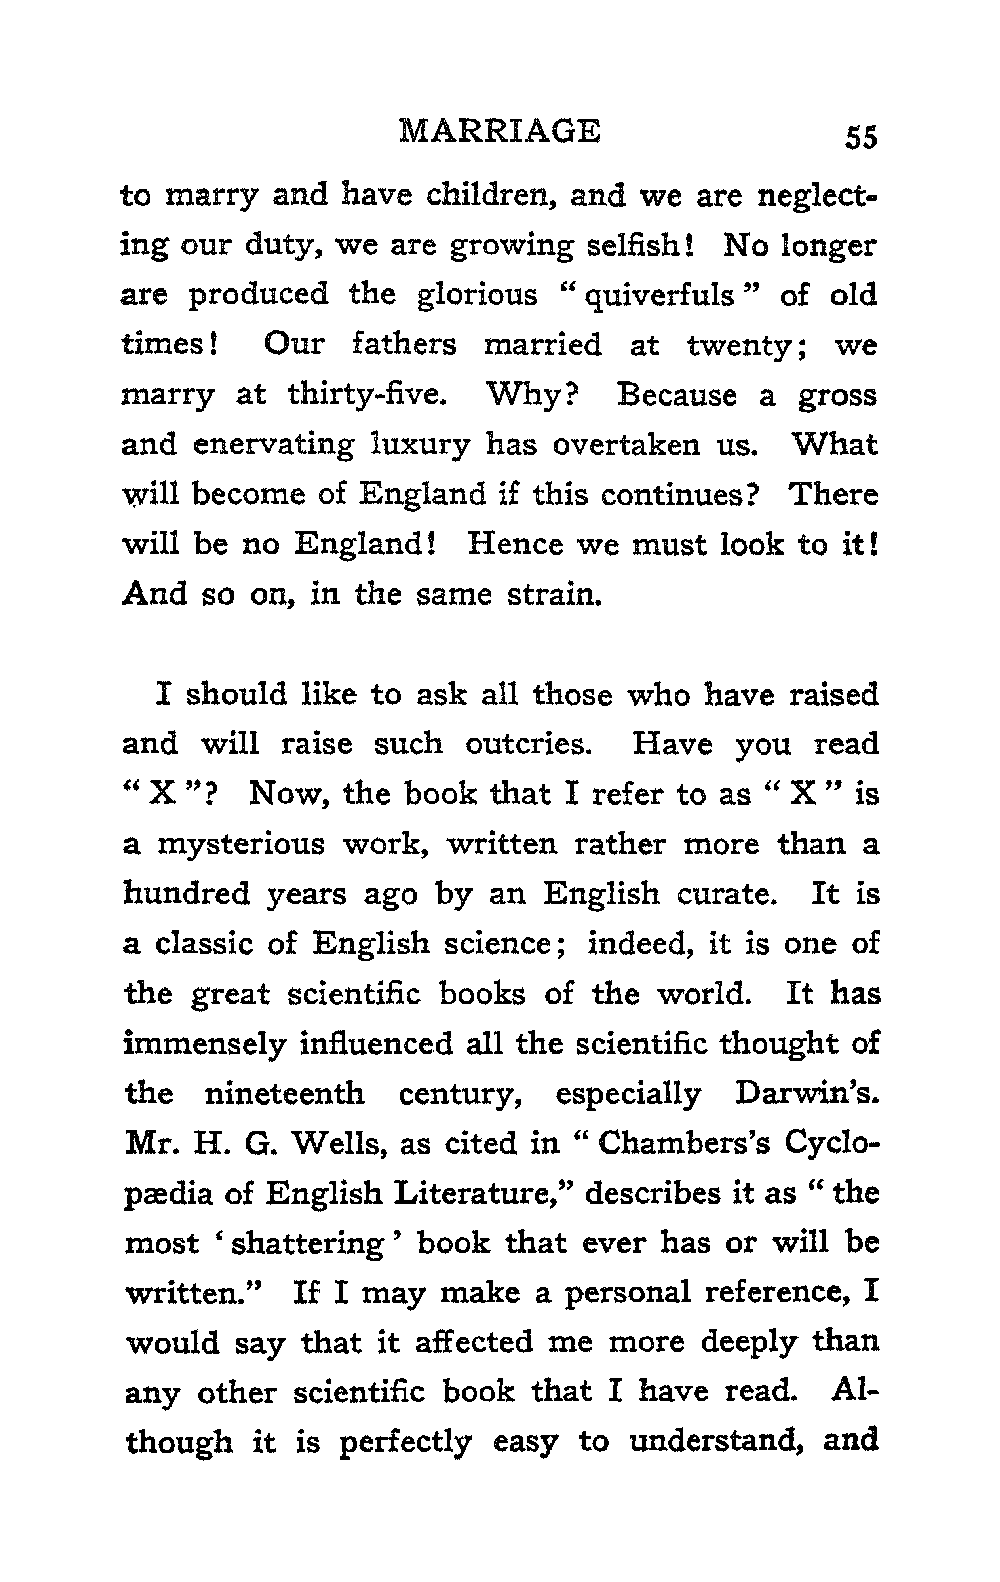 MARRIAGE 55
to marry and have children, and we are neglect-
ing our duty, we are growing selfish! No longer
are produced the glorious “ quiverfuls ” of old
times! Our fathers married at twenty; we
marry at thirty-five. Why? Because a gross
and enervating luxury has overtaken us. What
will become of England if this continues? There
will be no England! Hence we must look to it!
And so on, in the same strain.
I should like to ask all those who have raised
and will raise such outcries. Have you read
“ X ”? Now, the book that I refer to as “ X ” is
a mysterious work, written rather more than a
hundred years ago by an English curate. It is
a classic of English science; indeed, it is one of
the great scientific books of the world. It has
immensely influenced all the scientific thought of
the nineteenth century, especially Darwin’s.
Mr. H. G. Wells, as cited in “ Chambers’s Cyclo-
pædia of English Literature,” describes it as “ the
most ‘ shattering ’ book that ever has or will be
written.” If I may make a personal reference, I
would say that it affected me more deeply than
any other scientific book that I have read. Al-
though it is perfectly easy to understand, and